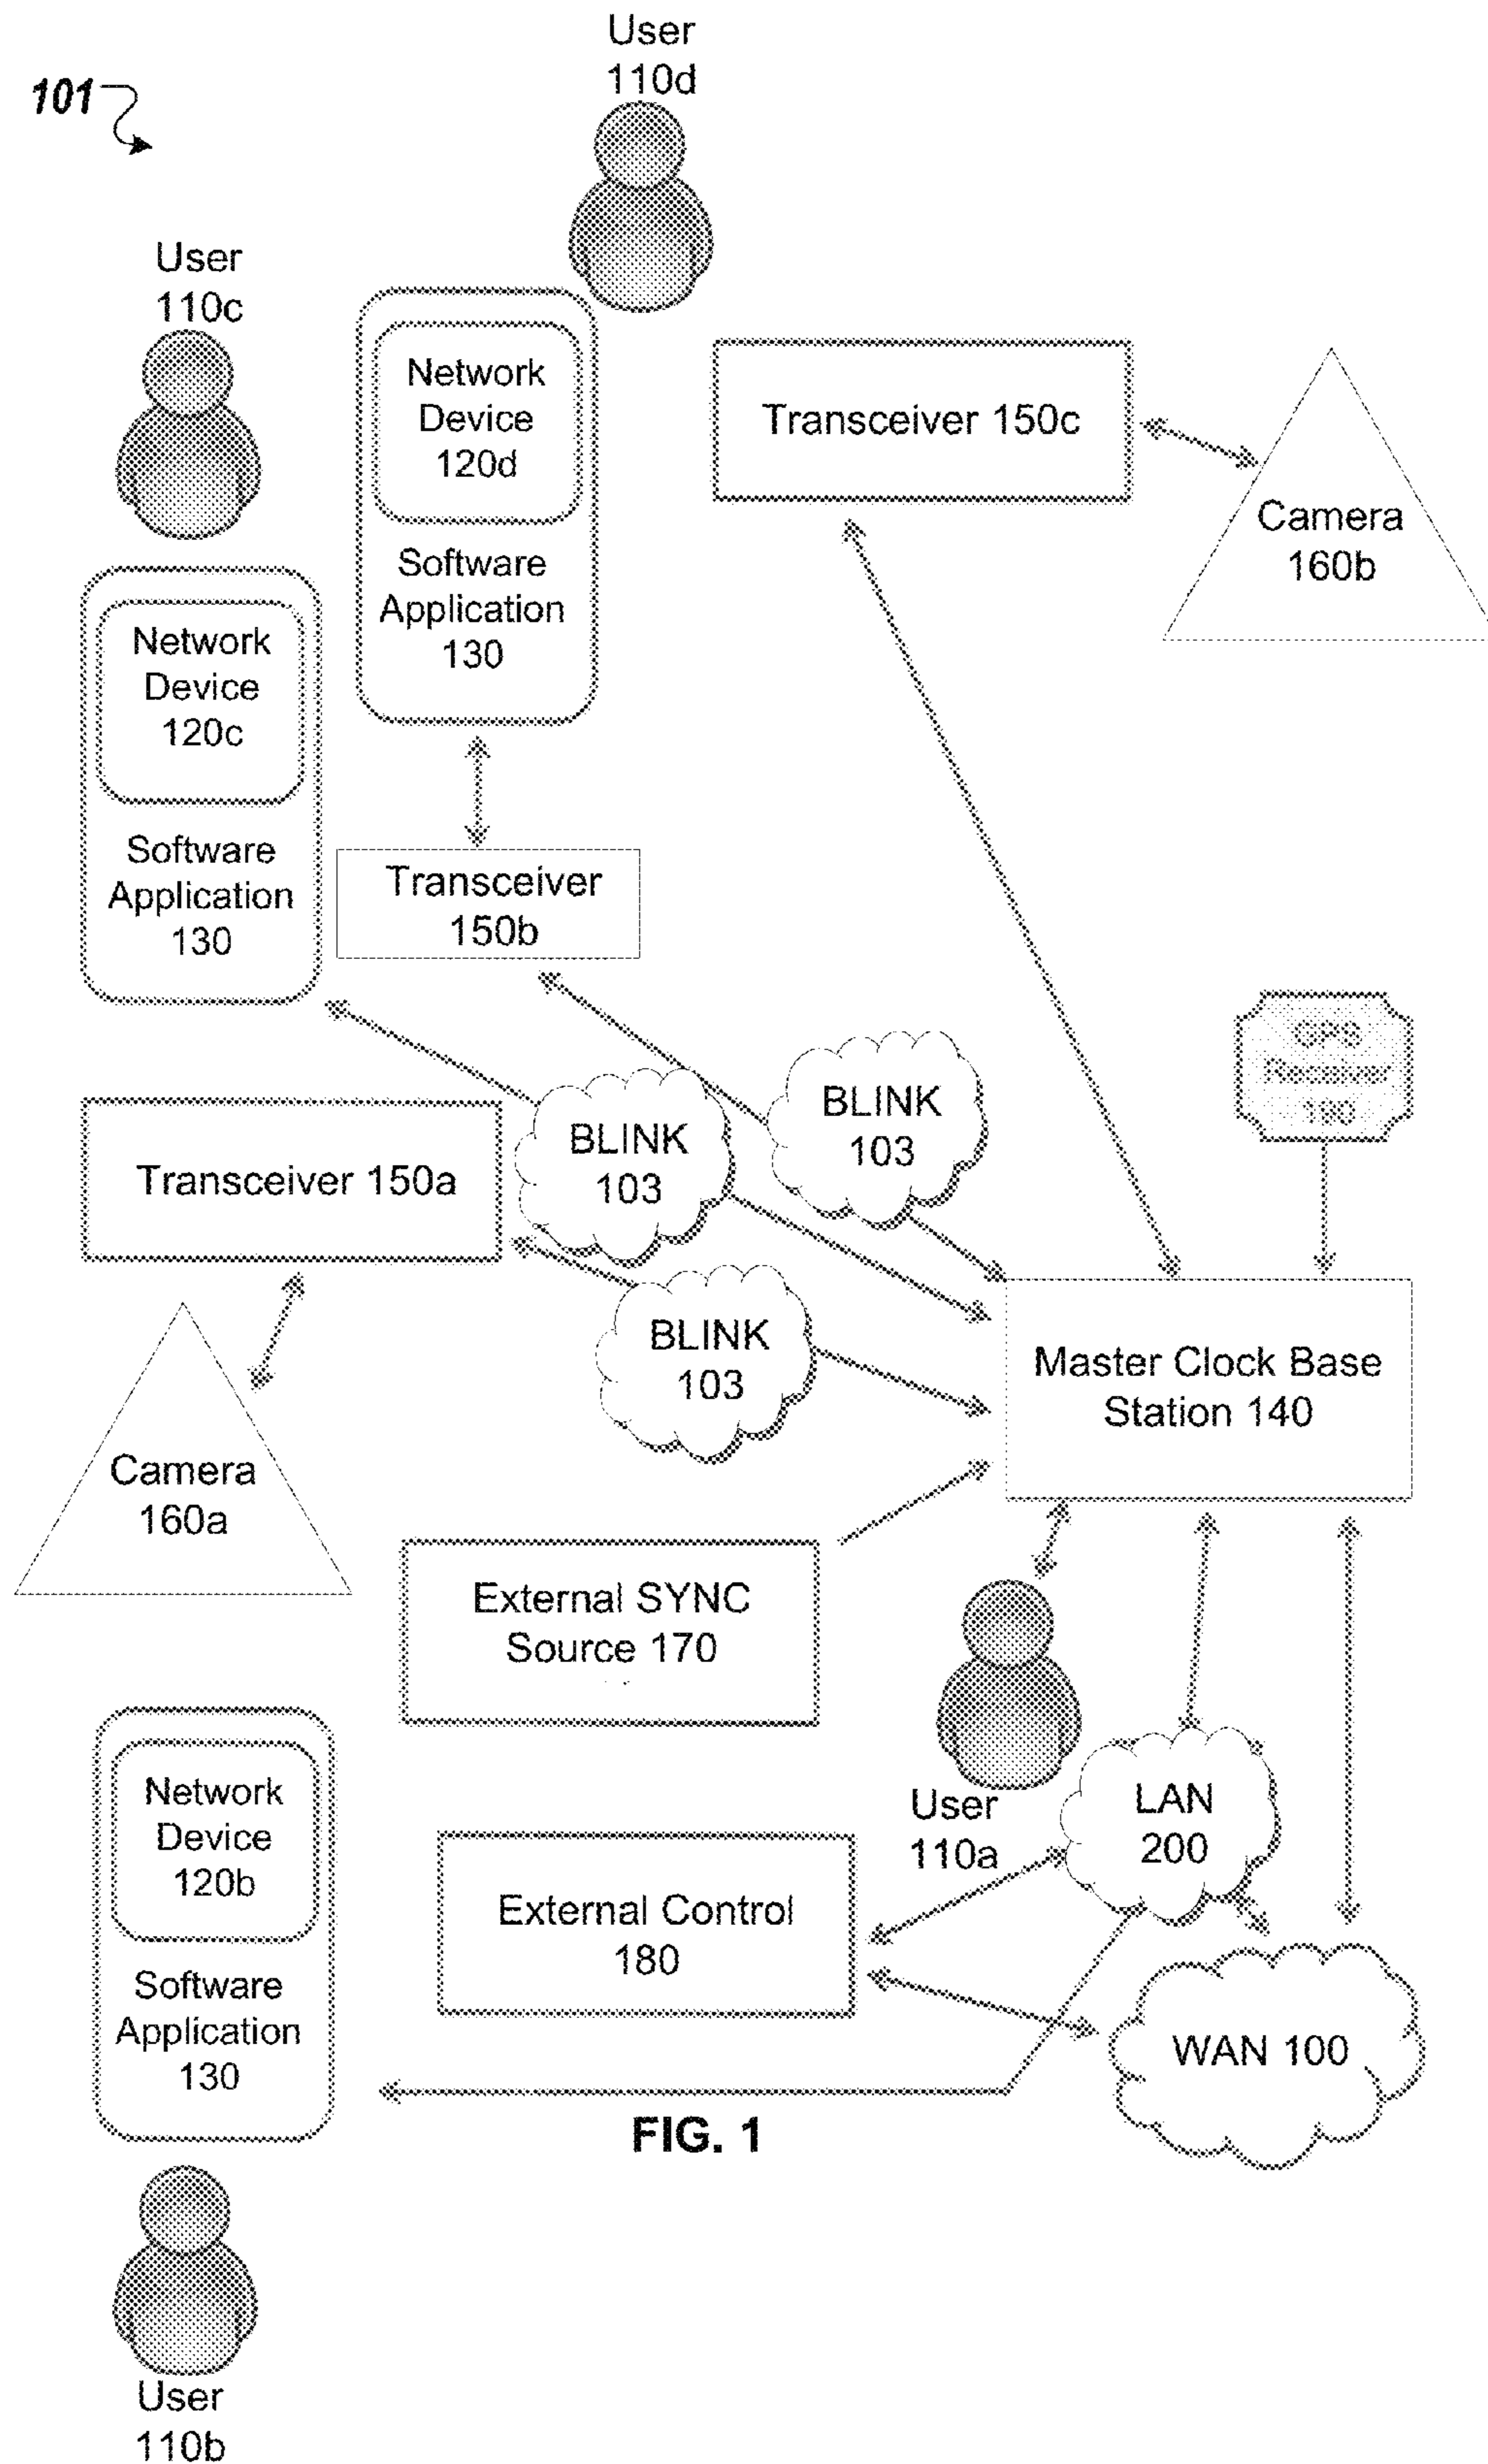 User
110d
101
User
110c
Network
Device
120d
Software
Application
130
Transceiver 150c
Camera
160b
Network
Device
120c
Software
Application
130
Transceiver
150b
GPS
Receiver
BLINK
103
BLINK
103
Transceiver 150a
BLINK
103
Master Clock Base
Station 140
Camera
160a
External SYNC
Source 170
User
110a
LAN
200
Network
Device
120b
Software
Application
130
External Control
180
WAN 100
FIG. 1
User
110b